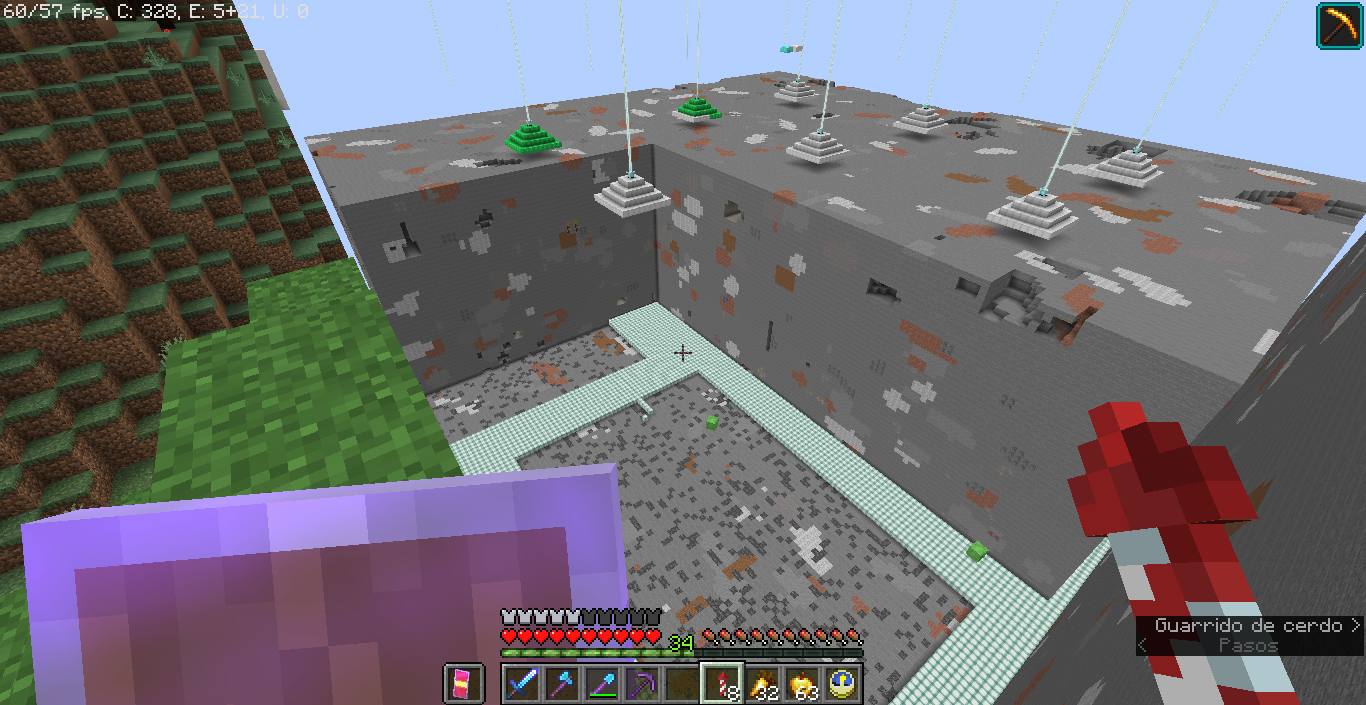 60/57 fps, C: 328, E: 5+21, U: 0
Guarrido de cerdo >
< Pasos
34
8
32
63